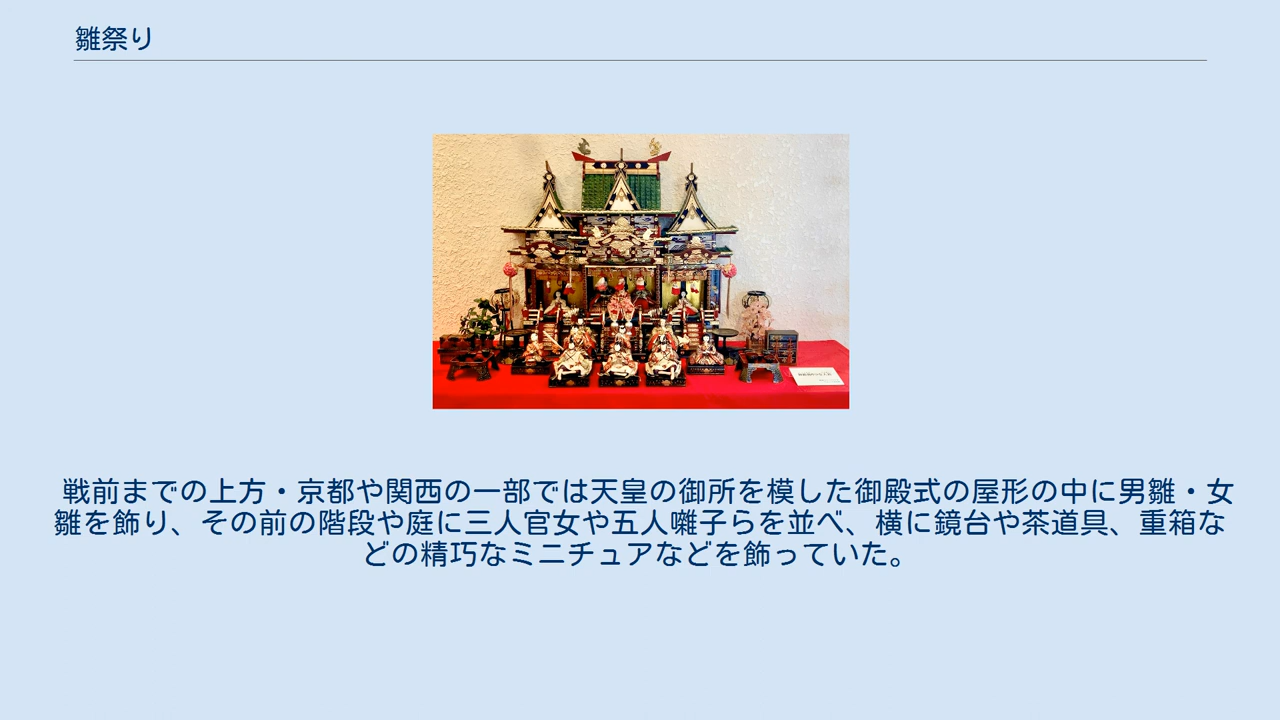 雛祭り
戦前までの上方・京都や関西の一部では天皇の御所を模した御殿式の屋形の中に男雛・女
雛を飾り、その前の階段や庭に三人官女や五人囃子らを並べ、横に鏡台や茶道具、重箱な
どの精巧なミニチュアなどを飾っていた。